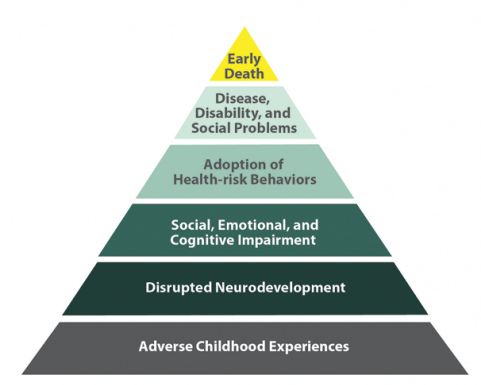 Early
Death
Disease,
Disability, and
Social Problems
Adoption of
Health-risk Behaviors
Social, Emotional, and
Cognitive Impairment
Disrupted Neurodevelopment
Adverse Childhood Experiences